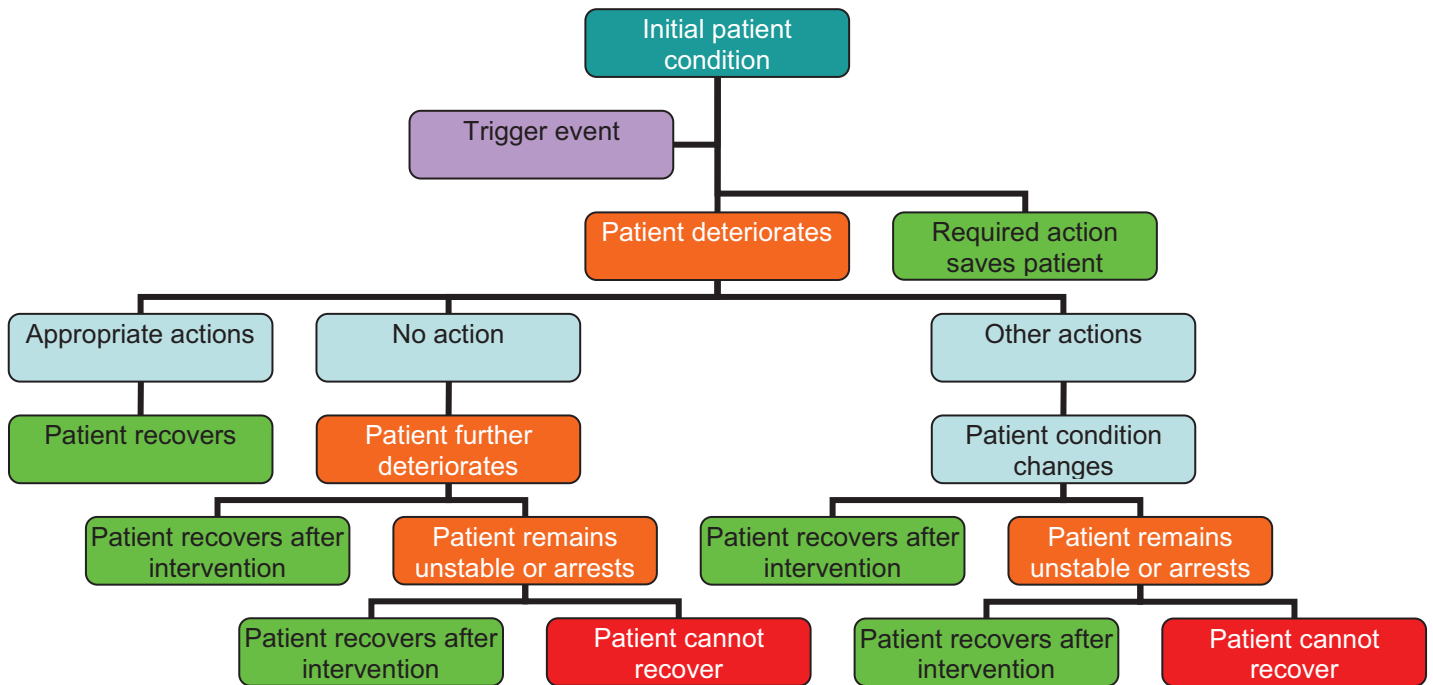 Initial patient
condition
Trigger event
Patient deteriorates
Required action
saves patient
Appropriate actions
No action
Other actions
Patient recovers
Patient further
deteriorates
Patient condition
changes
Patient recovers after
intervention
Patient remains
unstable or arrests
Patient recovers after
intervention
Patient remains
unstable or arrests
Patient recovers after
intervention
Patient cannot
recover
Patient recovers after
intervention
Patient cannot
recover